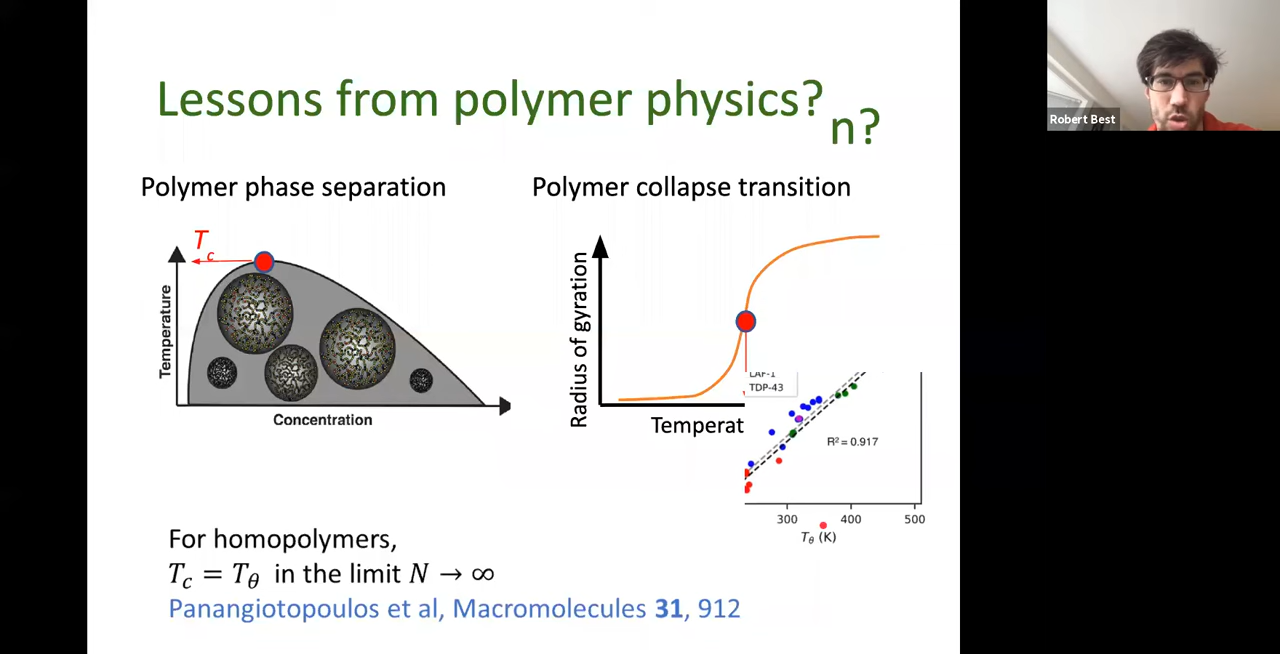 Lessons from polymer physics?
n?
Robert Best
Polymer phase separation
Polymer collapse transition
Tc
Temperature
Concentration
Radius of gyration
Temperat
LAF-1
TDP-43
R² = 0.917
300 400 500
Tθ (K)
For homopolymers,
Tc = Tθ in the limit N → ∞
Panangiotopoulos et al, Macromolecules 31, 912